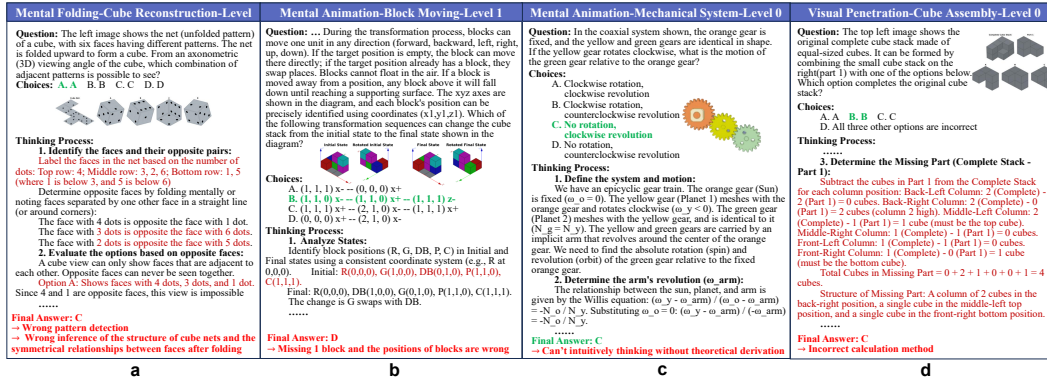 Mental Folding-Cube Reconstruction-Level
Question: The left image shows the net (unfolded pattern)
of a cube, with six faces having different patterns. The net
is folded upward to form a cube. From an axonometric
(3D) viewing angle of the cube, which combination of
adjacent patterns is possible to see?
Choices: A. A B. B C. C D. D
Thinking Process:
1. Identify the faces and their opposite pairs:
Label the faces in the net based on the number of
dots: Top row: 4; Middle row: 3, 2, 6; Bottom row: 1, 5
(where 1 is below 3, and 5 is below 6)
Determine opposite faces by folding mentally or
noting faces separated by one other face in a straight line
(or around corners):
The face with 4 dots is opposite the face with 1 dot.
The face with 3 dots is opposite the face with 6 dots.
The face with 2 dots is opposite the face with 5 dots.
2. Evaluate the options based on opposite faces:
A cube view can only show faces that are adjacent to
each other. Opposite faces can never be seen together.
Option A: Shows faces with 4 dots, 3 dots, and 1 dot.
Since 4 and 1 are opposite faces, this view is impossible
......
Final Answer: C
→ Wrong pattern detection
→ Wrong inference of the structure of cube nets and the
symmetrical relationships between faces after folding
a
Mental Animation-Block Moving-Level 1
Question: ... During the transformation process, blocks can
move one unit in any direction (forward, backward, left, right,
up, down). If the target position is empty, the block can move
there directly; if the target position already has a block, they
swap places. Blocks cannot float in the air. If a block is
moved away from a position, any block above it will fall
down until reaching a supporting surface. The xyz axes are
shown in the diagram, and each block's position can be
precisely identified using coordinates (x1,y1,z1). Which of
the following transformation sequences can change the cube
stack from the initial state to the final state shown in the
diagram?
Initial State Rotated Initial State Final State Rotated Final State
Choices:
A. (1, 1, 1) x- -- (0, 0, 0) x+
B. (1, 1, 0) x- -- (1, 1, 0) x+ -- (1, 1, 1) z-
C. (1, 1, 1) x+ -- (2, 1, 0) x- -- (1, 1, 0) x+
D. (0, 0, 0) x+ -- (2, 1, 0) x-
Thinking Process:
1. Analyze States:
Identify block positions (R, G, DB, P, C) in Initial and
Final states using a consistent coordinate system (e.g., R at
0,0,0). Initial: R(0,0,0), G(1,0,0), DB(0,1,0), P(1,1,0),
C(1,1,1).
Final: R(0,0,0), DB(1,0,0), G(0,1,0), P(1,1,0), C(1,1,1).
The change is G swaps with DB.
......
Final Answer: D
→ Missing 1 block and the positions of blocks are wrong
b
Mental Animation-Mechanical System-Level 0
Question: In the coaxial system shown, the orange gear is
fixed, and the yellow and green gears are identical in shape.
If the yellow gear rotates clockwise, what is the motion of
the green gear relative to the orange gear?
Choices:
A. Clockwise rotation,
clockwise revolution
B. Clockwise rotation,
counterclockwise revolution
C. No rotation,
clockwise revolution
D. No rotation,
counterclockwise revolution
Thinking Process:
1. Define the system and motion:
We have an epicyclic gear train. The orange gear (Sun)
is fixed (ω_o = 0). The yellow gear (Planet 1) meshes with the
orange gear and rotates clockwise (ω_y < 0). The green gear
(Planet 2) meshes with the yellow gear, and is identical to it
(N_g = N_y). The yellow and green gears are carried by an
implicit arm that revolves around the center of the orange
gear. We need to find the absolute rotation (spin) and
revolution (orbit) of the green gear relative to the fixed
orange gear.
2. Determine the arm's revolution (ω_arm):
The relationship between the sun, planet, and arm is
given by the Willis equation: (ω_y - ω_arm) / (ω_o - ω_arm)
= -N_o / N_y. Substituting ω_o = 0: (ω_y - ω_arm) / (-ω_arm)
= -N_o / N_y.
......
Final Answer: C
→ Can't intuitively thinking without theoretical derivation
c
Visual Penetration-Cube Assembly-Level 0
Question: The top left image shows the
original complete cube stack made of
equal-sized cubes. It can be formed by
combining the small cube stack on the
right(part 1) with one of the options below.
Which option completes the original cube
stack?
Choices:
A. A B. B C. C
D. All three other options are incorrect
Thinking Process:
......
3. Determine the Missing Part (Complete Stack -
Part 1):
Subtract the cubes in Part 1 from the Complete Stack
for each column position: Back-Left Column: 2 (Complete) -
2 (Part 1) = 0 cubes. Back-Right Column: 2 (Complete) - 0
(Part 1) = 2 cubes (column 2 high). Middle-Left Column: 2
(Complete) - 1 (Part 1) = 1 cube (must be the top cube).
Middle-Right Column: 1 (Complete) - 1 (Part 1) = 0 cubes.
Front-Left Column: 1 (Complete) - 1 (Part 1) = 0 cubes.
Front-Right Column: 1 (Complete) - 0 (Part 1) = 1 cube
(must be the bottom cube).
Total Cubes in Missing Part = 0 + 2 + 1 + 0 + 0 + 1 = 4
cubes.
Structure of Missing Part: A column of 2 cubes in the
back-right position, a single cube in the middle-left top
position, and a single cube in the front-right bottom position.
......
Final Answer: C
→ Incorrect calculation method
d